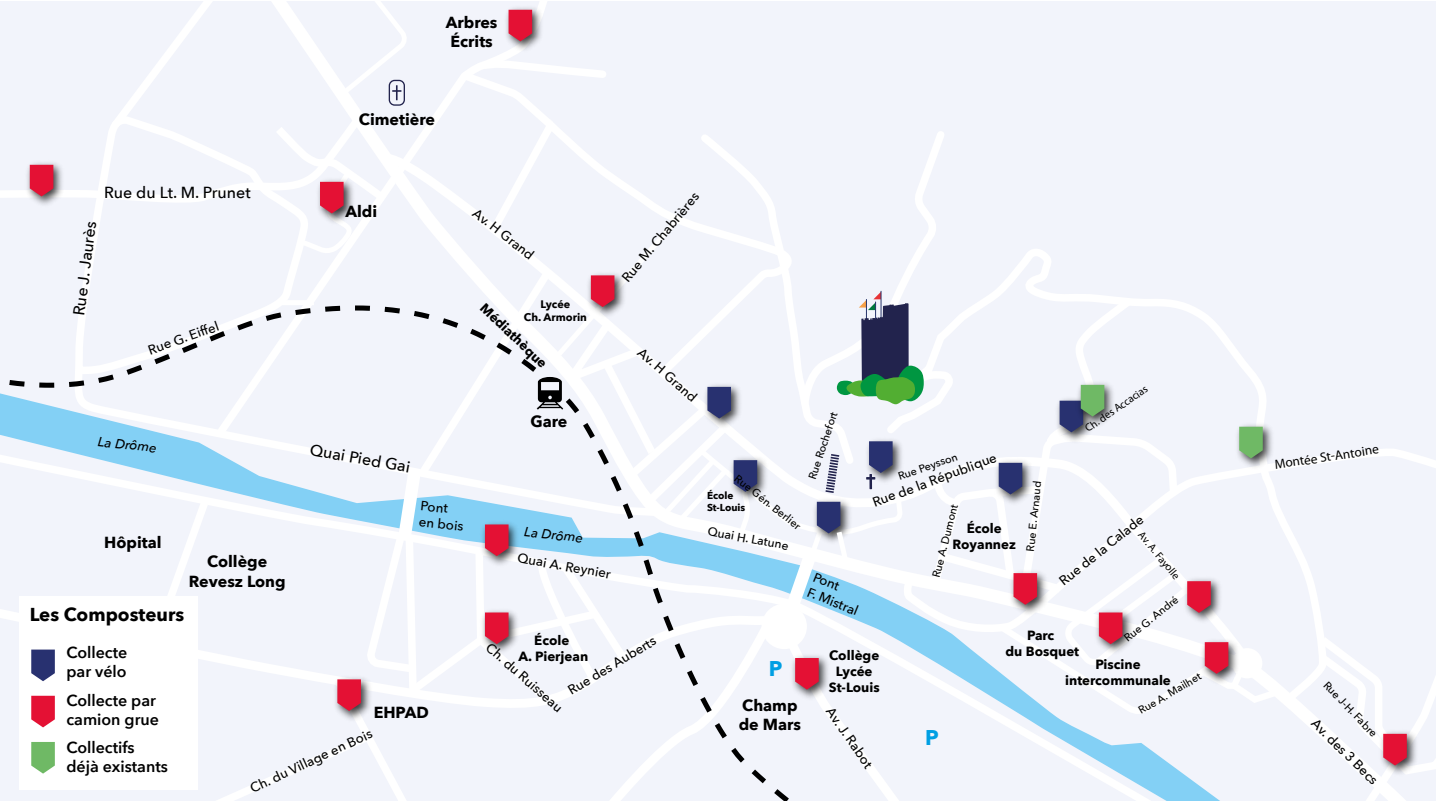 Arbres
Écrits
Cimetière
Rue du Lt. M. Prunet
Aldi
Rue J. Jaurès
Av. H Grand
Rue M. Chabrières
Lycée
Ch. Armorin
Médiathèque
Rue G. Eiffel
Gare
Av. H Grand
Rue Rochefort
Ch. des Accacias
Montée St-Antoine
La Drôme
Quai Pied Gai
Rue Peysson
Rue de la République
École
St-Louis
Rue Gén. Berlier
Pont
en bois
La Drôme
Quai H. Latune
Rue A. Dumont
École
Royannez
Rue E. Arnaud
Rue de la Calade
Av. A. Fayolle
Hôpital
Collège
Revesz Long
Quai A. Reynier
Pont
F. Mistral
Rue G. André
Les Composteurs
Collecte
par vélo
Collecte par
camion grue
Collectifs
déjà existants
École
A. Pierjean
Ch. du Ruisseau
Rue des Auberts
Parc
du Bosquet
Piscine
intercommunale
Rue A. Mailhet
P
Collège
Lycée
St-Louis
Champ
de Mars
Av. J. Rabot
P
EHPAD
Ch. du Village en Bois
Rue J-H. Fabre
Av. des 3 Becs